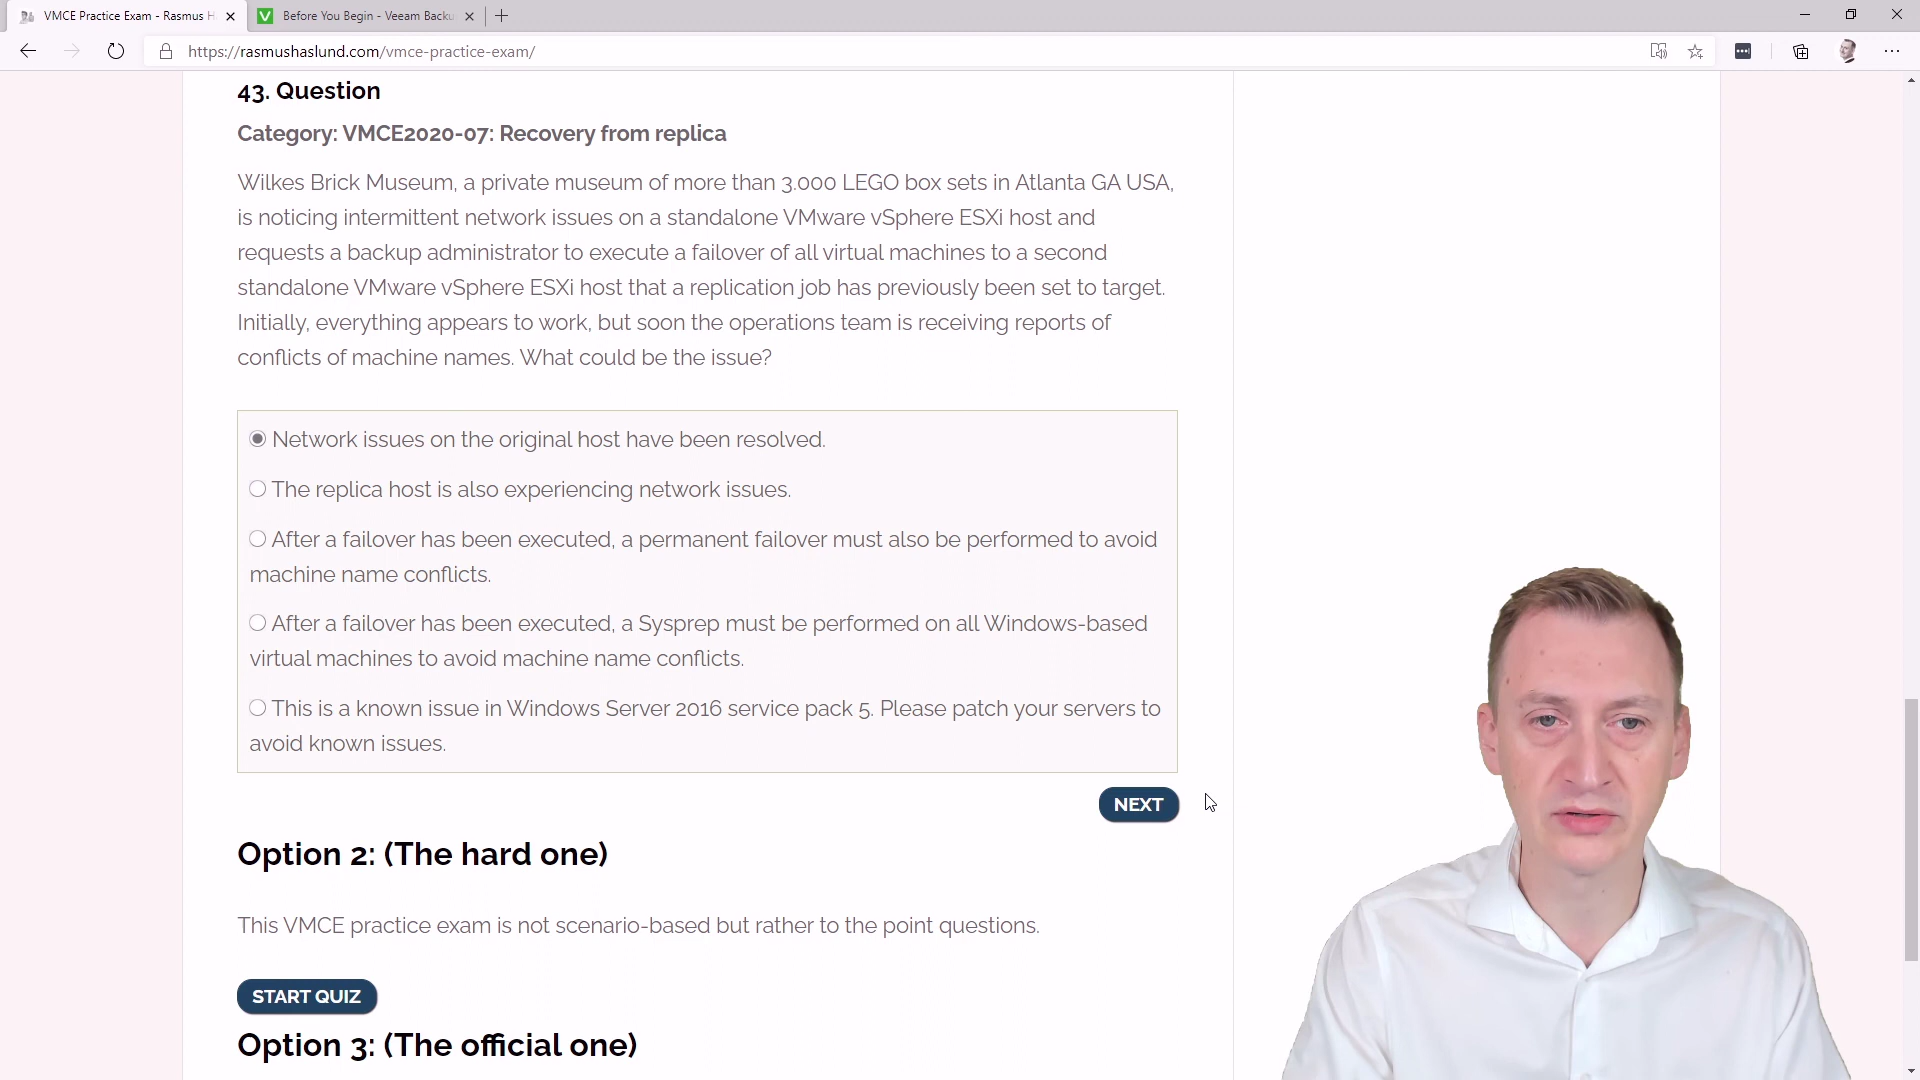 VMCE Practice Exam - Rasmus H
Before You Begin - Veeam Backu
https://rasmushaslund.com/vmce-practice-exam/
43. Question
Category: VMCE2020-07: Recovery from replica
Wilkes Brick Museum, a private museum of more than 3.000 LEGO box sets in Atlanta GA USA,
is noticing intermittent network issues on a standalone VMware vSphere ESXi host and
requests a backup administrator to execute a failover of all virtual machines to a second
standalone VMware vSphere ESXi host that a replication job has previously been set to target.
Initially, everything appears to work, but soon the operations team is receiving reports of
conflicts of machine names. What could be the issue?
Network issues on the original host have been resolved.
The replica host is also experiencing network issues.
After a failover has been executed, a permanent failover must also be performed to avoid
machine name conflicts.
After a failover has been executed, a Sysprep must be performed on all Windows-based
virtual machines to avoid machine name conflicts.
This is a known issue in Windows Server 2016 service pack 5. Please patch your servers to
avoid known issues.
NEXT
Option 2: (The hard one)
This VMCE practice exam is not scenario-based but rather to the point questions.
START QUIZ
Option 3: (The official one)